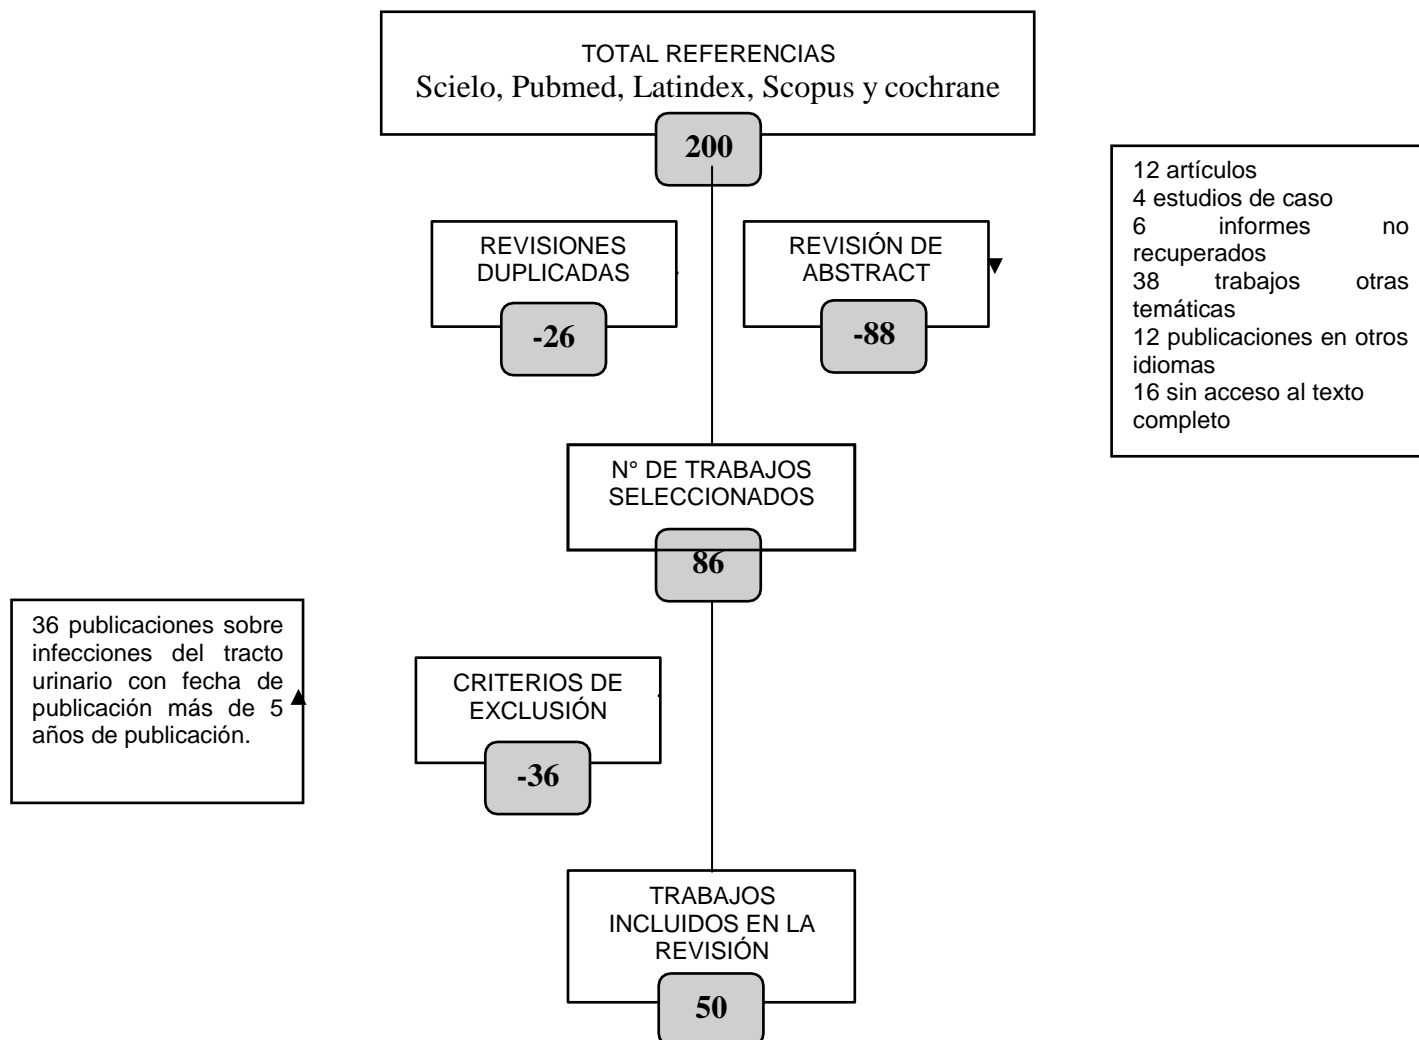 TOTAL REFERENCIAS
Scielo, Pubmed, Latindex, Scopus y cochrane
200
REVISIONES
DUPLICADAS
-26
REVISIÓN DE
ABSTRACT
-88
12 artículos
4 estudios de caso
6 informes no
recuperados
38 trabajos otras
temáticas
12 publicaciones en otros
idiomas
16 sin acceso al texto
completo
N° DE TRABAJOS
SELECCIONADOS
86
36 publicaciones sobre
infecciones del tracto
urinario con fecha de
publicación más de 5
años de publicación.
CRITERIOS DE
EXCLUSIÓN
-36
TRABAJOS
INCLUIDOS EN LA
REVISIÓN
50